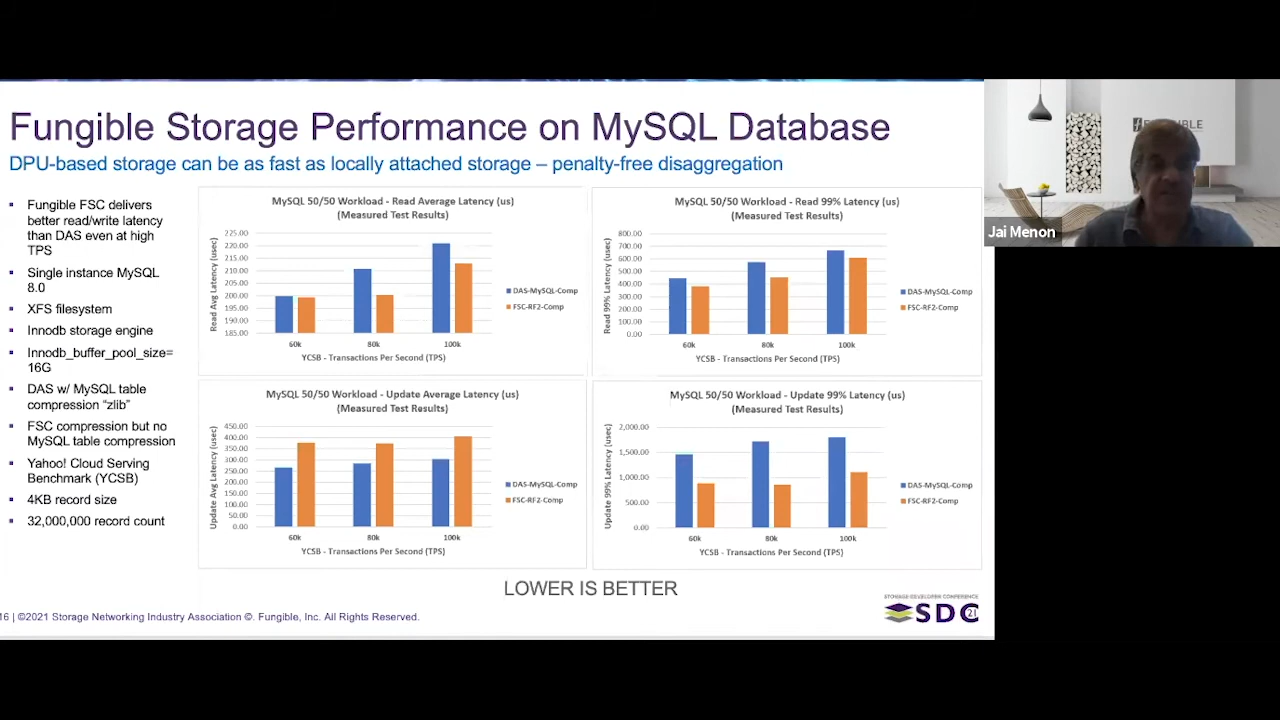 Fungible Storage Performance on MySQL Database
DPU-based storage can be as fast as locally attached storage – penalty-free disaggregation
▪ Fungible FSC delivers
better read/write latency
than DAS even at high
TPS
▪ Single instance MySQL
8.0
▪ XFS filesystem
▪ Innodb storage engine
▪ Innodb_buffer_pool_size=
16G
▪ DAS w/ MySQL table
compression “zlib”
▪ FSC compression but no
MySQL table compression
▪ Yahoo! Cloud Serving
Benchmark (YCSB)
▪ 4KB record size
▪ 32,000,000 record count
MySQL 50/50 Workload - Read Average Latency (us)
(Measured Test Results)
Read Avg Latency (usec)
225.00
220.00
215.00
210.00
205.00
200.00
195.00
190.00
185.00
60k 80k 100k
YCSB - Transactions Per Second (TPS)
DAS-MySQL-Comp
FSC-RF2-Comp
MySQL 50/50 Workload - Read 99% Latency (us)
(Measured Test Results)
Read 99% Latency (usec)
800.00
700.00
600.00
500.00
400.00
300.00
200.00
100.00
0.00
60k 80k 100k
YCSB - Transactions Per Second (TPS)
DAS-MySQL-Comp
FSC-RF2-Comp
MySQL 50/50 Workload - Update Average Latency (us)
(Measured Test Results)
Update Avg Latency (usec)
450.00
400.00
350.00
300.00
250.00
200.00
150.00
100.00
50.00
0.00
60k 80k 100k
YCSB - Transactions Per Second (TPS)
DAS-MySQL-Comp
FSC-RF2-Comp
MySQL 50/50 Workload - Update 99% Latency (us)
(Measured Test Results)
Update 99% Latency (usec)
2,000.00
1,500.00
1,000.00
500.00
0.00
60k 80k 100k
YCSB - Transactions Per Second (TPS)
DAS-MySQL-Comp
FSC-RF2-Comp
LOWER IS BETTER
16 | ©2021 Storage Networking Industry Association ©. Fungible, Inc. All Rights Reserved.
STORAGE DEVELOPER CONFERENCE
SDC 21
Jai Menon